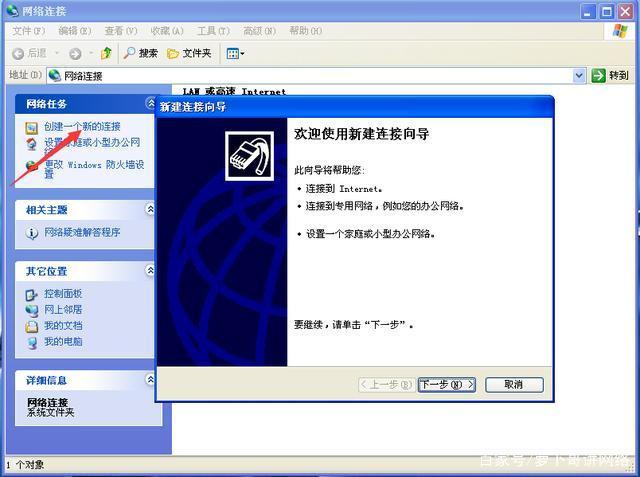 网络连接
文件(F) 编辑(E) 查看(V) 收藏(A) 工具(T) 高级(N) 帮助(H)
后退 搜索 文件夹
地址(D) 网络连接 转到
LAN 或高速 Internet
网络任务
创建一个新的连接
设置家庭或小型办公网络
更改 Windows 防火墙设置
相关主题
网络疑难解答程序
其它位置
控制面板
网上邻居
我的文档
我的电脑
详细信息
网络连接
系统文件夹
新建连接向导
欢迎使用新建连接向导
此向导将帮助您:
• 连接到 Internet。
• 连接到专用网络，例如您的办公网络。
• 设置一个家庭或小型办公网络。
要继续，请单击“下一步”。
<上一步(B) 下一步(N)> 取消
1 个对象
百家号/萝卜哥讲网络